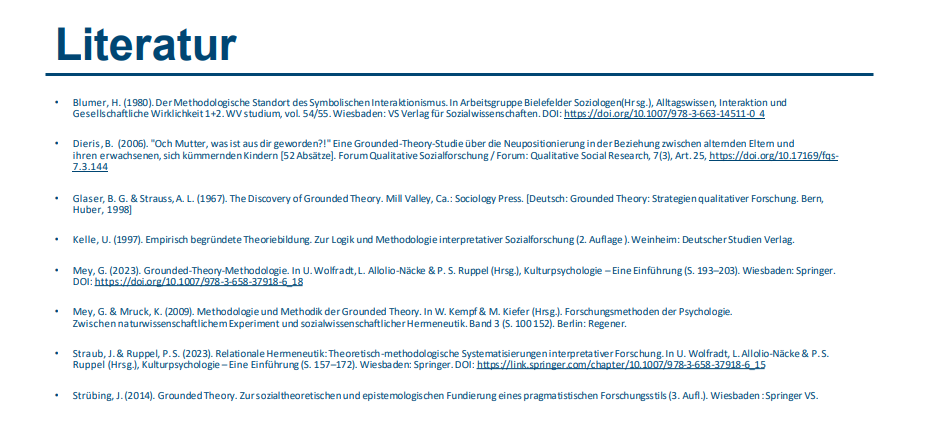 Literatur
• Blumer, H. (1980). Der Methodologische Standort des Symbolischen Interaktionismus. In Arbeitsgruppe Bielefelder Soziologen(Hrsg.), Alltagswissen, Interaktion und
Gesellschaftliche Wirklichkeit 1+2. WV studium, vol. 54/55. Wiesbaden: VS Verlag für Sozialwissenschaften. DOI: https://doi.org/10.1007/978-3-663-14511-0_4
• Dieris, B. (2006). "Och Mutter, was ist aus dir geworden?!" Eine Grounded-Theory-Studie über die Neupositionierung in der Beziehung zwischen alternden Eltern und
ihren erwachsenen, sich kümmernden Kindern [52 Absätze]. Forum Qualitative Sozialforschung / Forum: Qualitative Social Research, 7(3), Art. 25, https://doi.org/10.17169/fqs-
7.3.144
• Glaser, B. G. & Strauss, A. L. (1967). The Discovery of Grounded Theory. Mill Valley, Ca.: Sociology Press. [Deutsch: Grounded Theory: Strategien qualitativer Forschung. Bern,
Huber, 1998]
• Kelle, U. (1997). Empirisch begründete Theoriebildung. Zur Logik und Methodologie interpretativer Sozialforschung (2. Auflage). Weinheim: Deutscher Studien Verlag.
• Mey, G. (2023). Grounded-Theory-Methodologie. In U. Wolfradt, L. Allolio-Näcke & P. S. Ruppel (Hrsg.), Kulturpsychologie – Eine Einführung (S. 193–203). Wiesbaden: Springer.
DOI: https://doi.org/10.1007/978-3-658-37918-6_18
• Mey, G. & Mruck, K. (2009). Methodologie und Methodik der Grounded Theory. In W. Kempf & M. Kiefer (Hrsg.). Forschungsmethoden der Psychologie.
Zwischen naturwissenschaftlichem Experiment und sozialwissenschaftlicher Hermeneutik. Band 3 (S. 100 152). Berlin: Regener.
• Straub, J. & Ruppel, P. S. (2023). Relationale Hermeneutik: Theoretisch-methodologische Systematisierungen interpretativer Forschung. In U. Wolfradt, L. Allolio-Näcke & P. S.
Ruppel (Hrsg.), Kulturpsychologie – Eine Einführung (S. 157–172). Wiesbaden: Springer. DOI: https://link.springer.com/chapter/10.1007/978-3-658-37918-6_15
• Strübing, J. (2014). Grounded Theory. Zur sozialtheoretischen und epistemologischen Fundierung eines pragmatistischen Forschungsstils (3. Aufl.). Wiesbaden : Springer VS.